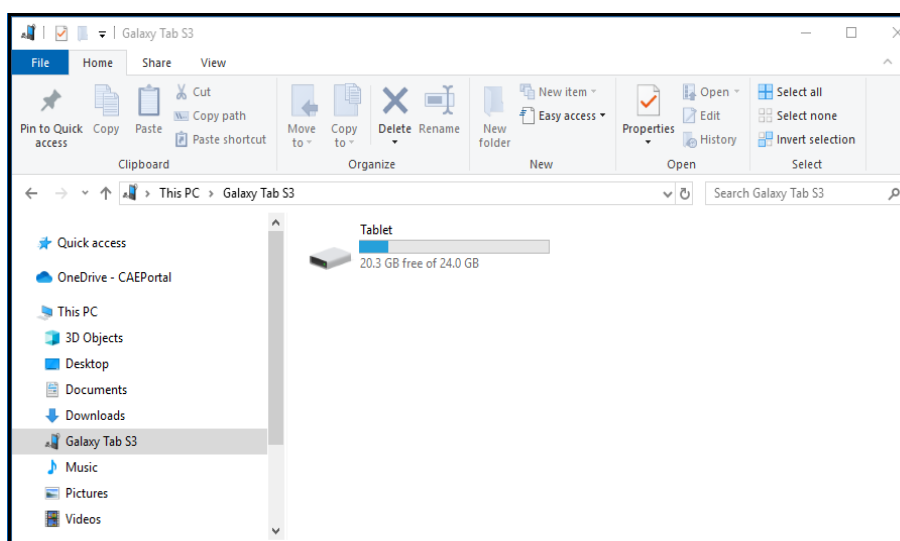 Galaxy Tab S3
File Home Share View
Pin to Quick access
Copy
Paste
Cut
Copy path
Paste shortcut
Clipboard
Move to
Copy to
Delete
Rename
Organize
New folder
New item
Easy access
New
Properties
Open
Edit
History
Open
Select all
Select none
Invert selection
Select
This PC > Galaxy Tab S3
Search Galaxy Tab S3
Quick access
OneDrive - CAEPortal
This PC
3D Objects
Desktop
Documents
Downloads
Galaxy Tab S3
Music
Pictures
Videos
Tablet
20.3 GB free of 24.0 GB